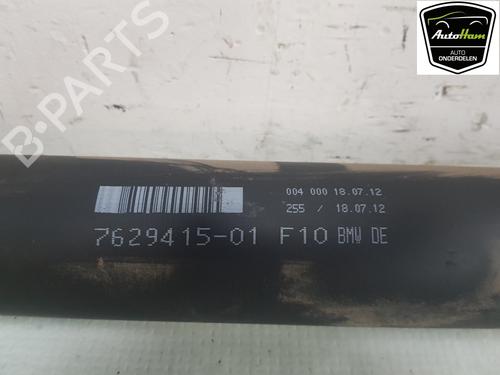 AutoHam
AUTO
ONDERDELEN
B-PARTS
004 000 18.07.12
255 / 18.07.12
7629415-01 F10 BMW DE